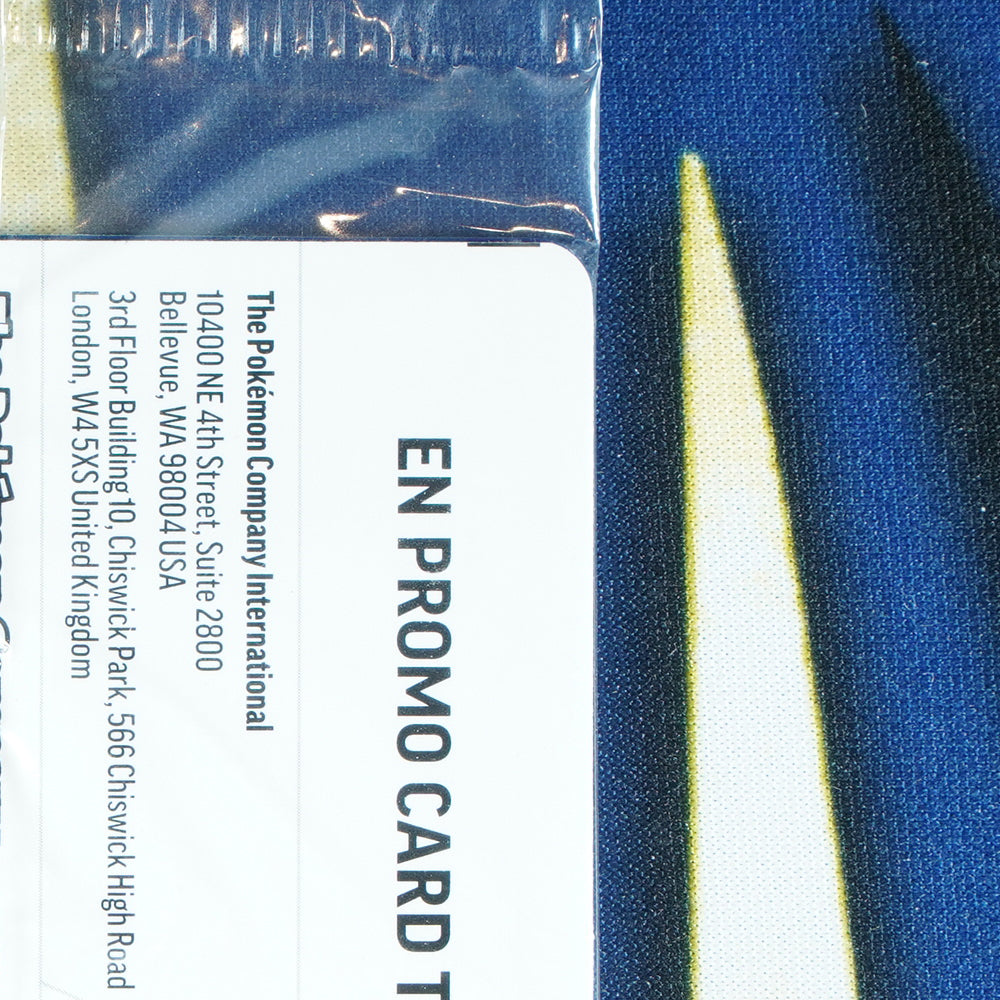 EN PROMO CARD T
The Pokémon Company International
10400 NE 4th Street, Suite 2800
Bellevue, WA 98004 USA
3rd Floor Building 10, Chiswick Park, 566 Chiswick High Road
London, W4 5XS United Kingdom